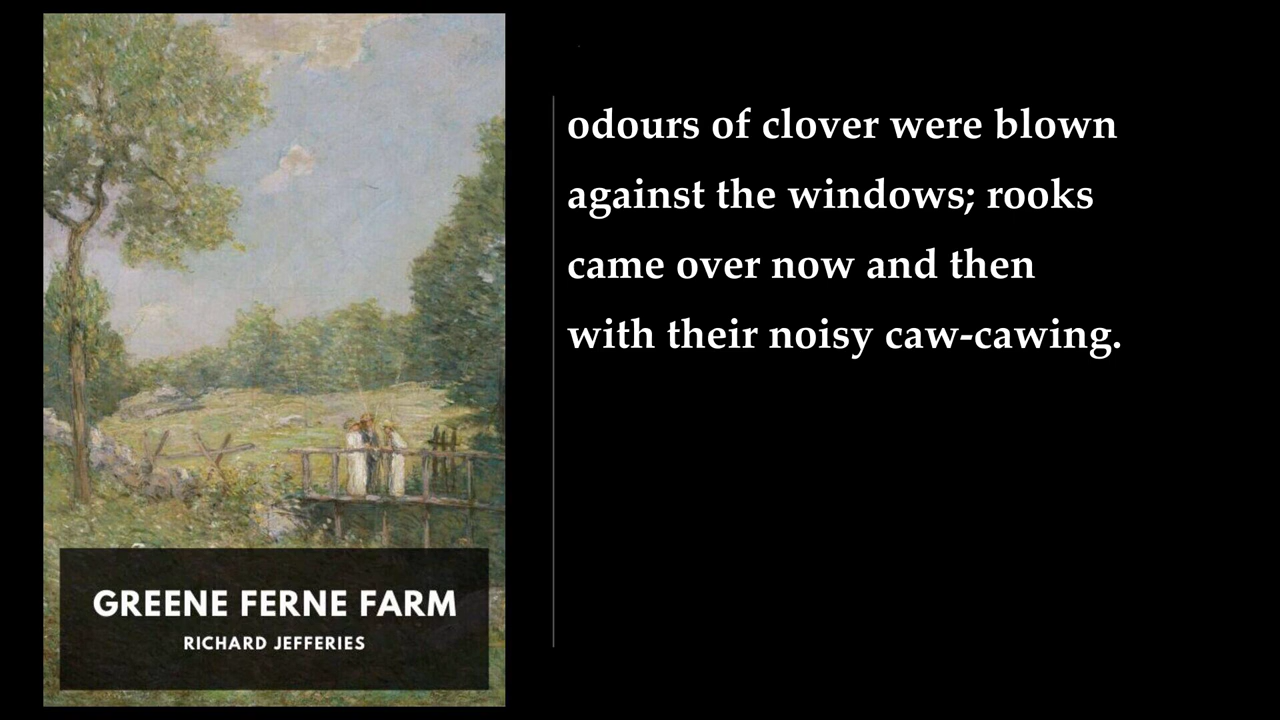 odours of clover were blown
against the windows; rooks
came over now and then
with their noisy caw-cawing.
GREENE FERNE FARM
RICHARD JEFFERIES